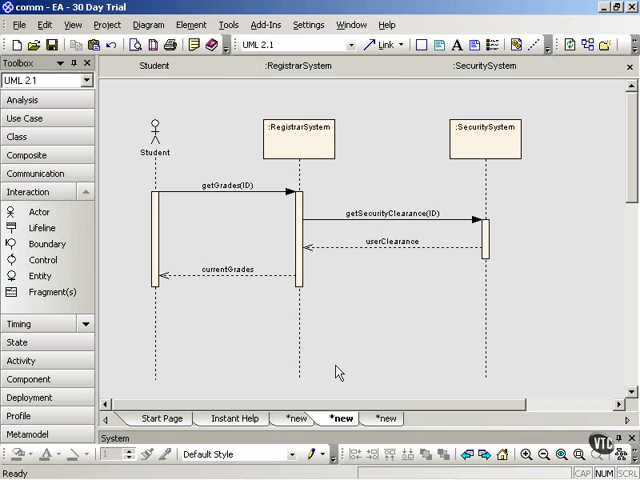 comm - EA - 30 Day Trial
File Edit View Project Diagram Element Tools Add-Ins Settings Window Help
UML 2.1 Link
Toolbox
Student :RegistrarSystem :SecuritySystem
UML 2.1
Analysis
Use Case
Class
Composite
Communication
Interaction
Actor
Lifeline
Boundary
Control
Entity
Fragment(s)
Timing
State
Activity
Component
Deployment
Profile
Metamodel
:RegistrarSystem
:SecuritySystem
Student
getGrades(ID)
getSecurityClearance(ID)
userClearance
currentGrades
Start Page Instant Help *new *new *new
System
1 Default Style
VTC
Ready CAP NUM SCRL